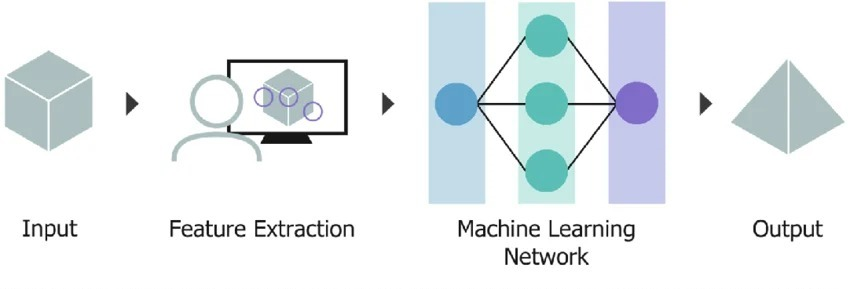 Input
Feature Extraction
Machine Learning
Network
Output